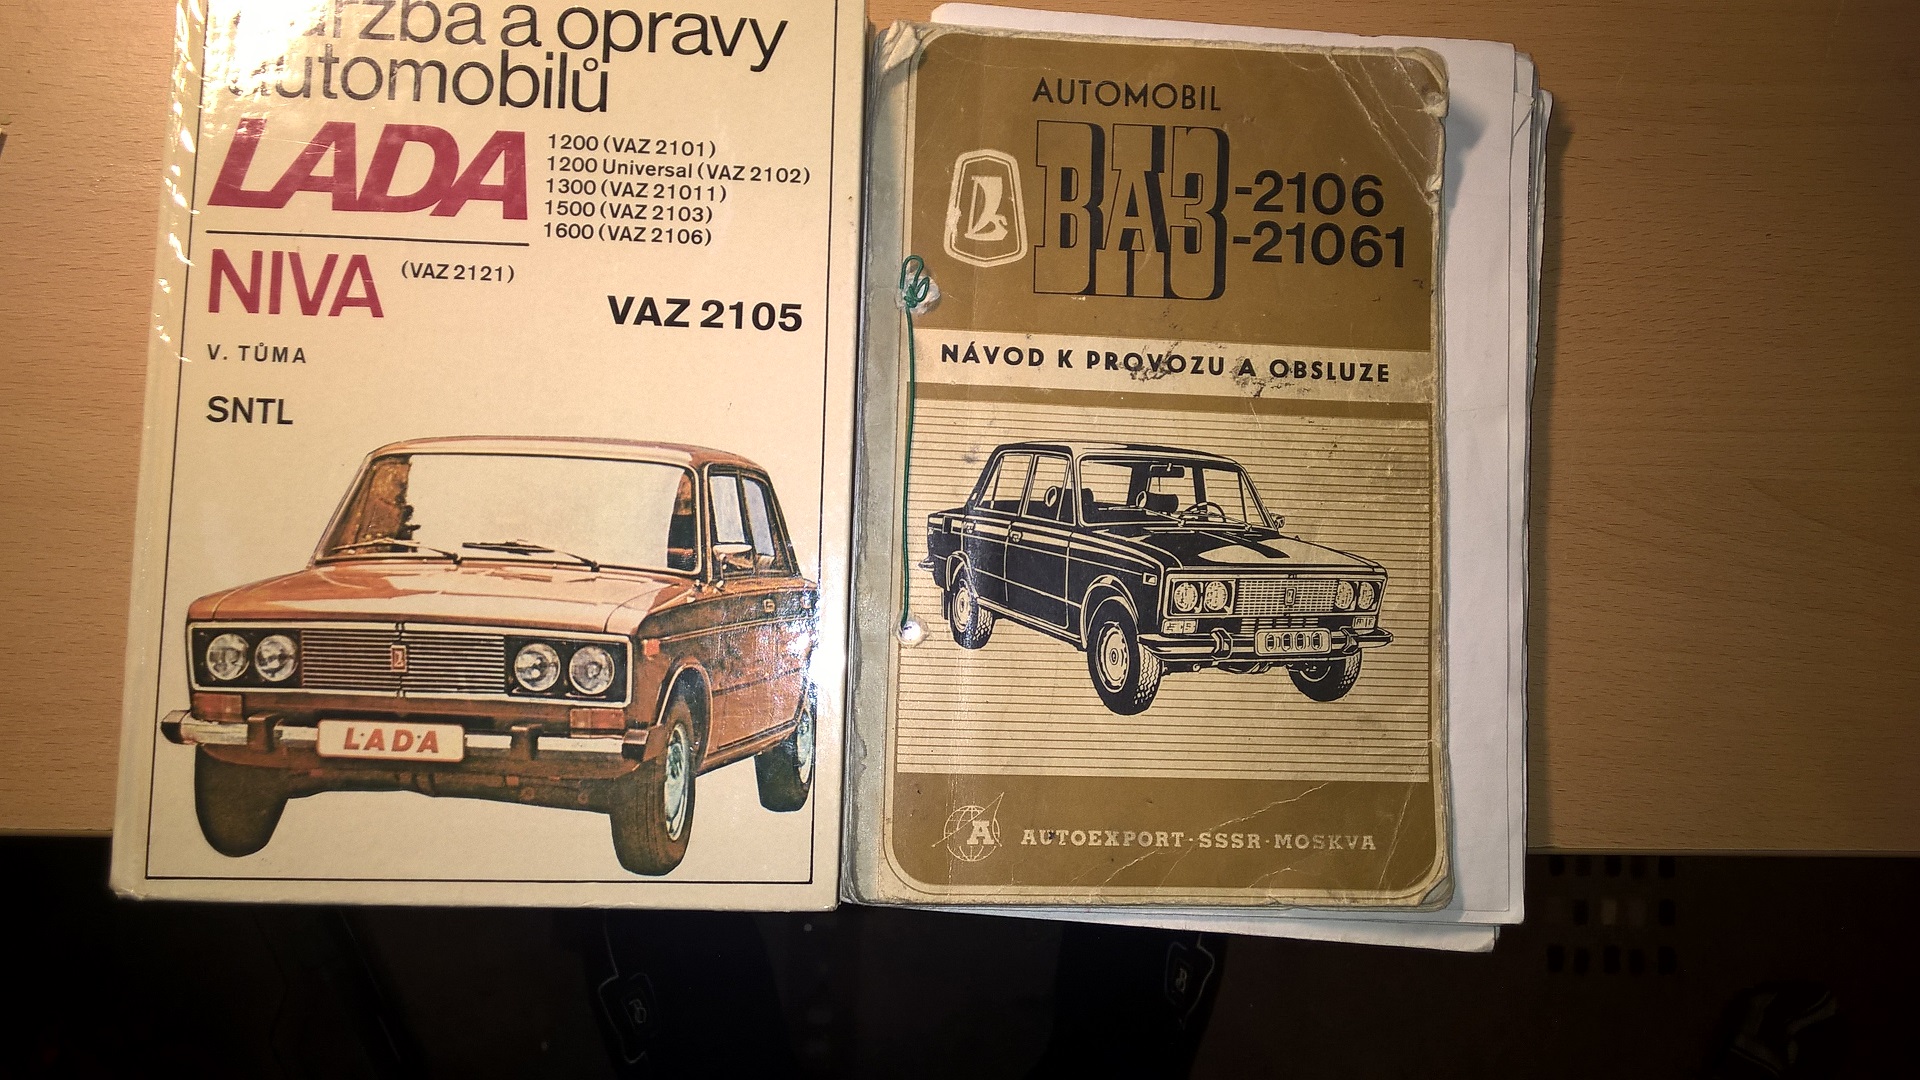 a opravy
automobilů
LADA
1200 (VAZ 2101)
1200 Universal (VAZ 2102)
1300 (VAZ 21011)
1500 (VAZ 2103)
1600 (VAZ 2106)
NIVA (VAZ 2121)
VAZ 2105
V. TŮMA
SNTL
L·A·D·A
AUTOMOBIL
ВАЗ-2106
-21061
NÁVOD K PROVOZU A OBSLUZE
A
AUTOEXPORT·SSSR·MOSKVA